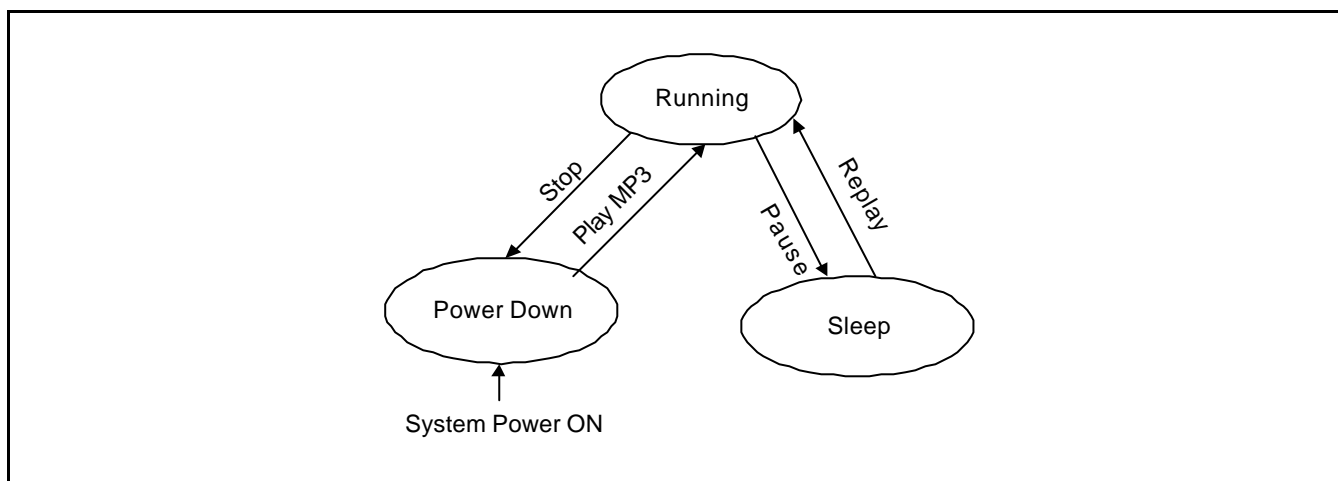 Running
Stop
Play MP3
Pause
Replay
Power Down
Sleep
System Power ON